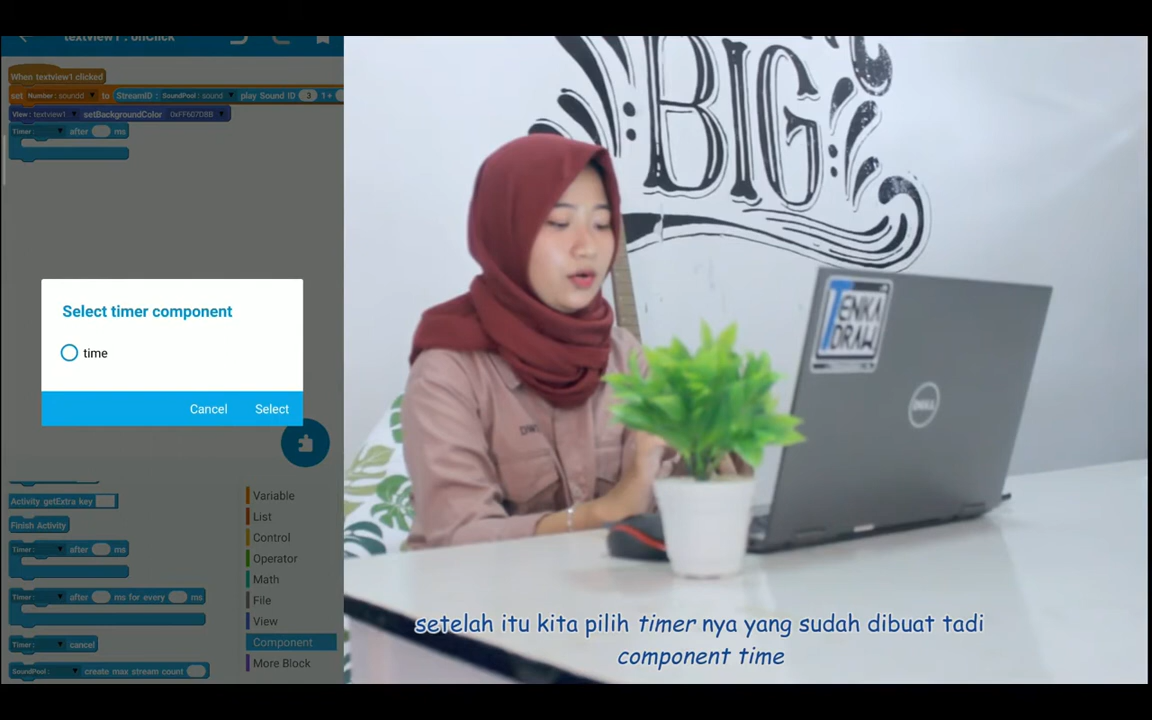 textview1 : onClick
When textview1 clicked
set Number: soundd to StreamID: SoundPool: sound play Sound ID 3 1+
View: textview1 setBackgroundColor 0xFF607D8B
Timer: after ms
Select timer component
time
Cancel Select
Activity getExtra key
Finish Activity
Timer: after ms
Timer: after ms for every ms
Timer: cancel
SoundPool: create max stream count
Variable
List
Control
Operator
Math
File
View
Component
More Block
BIG
TENKA
DRAW
DELL
setelah itu kita pilih timer nya yang sudah dibuat tadi
component time